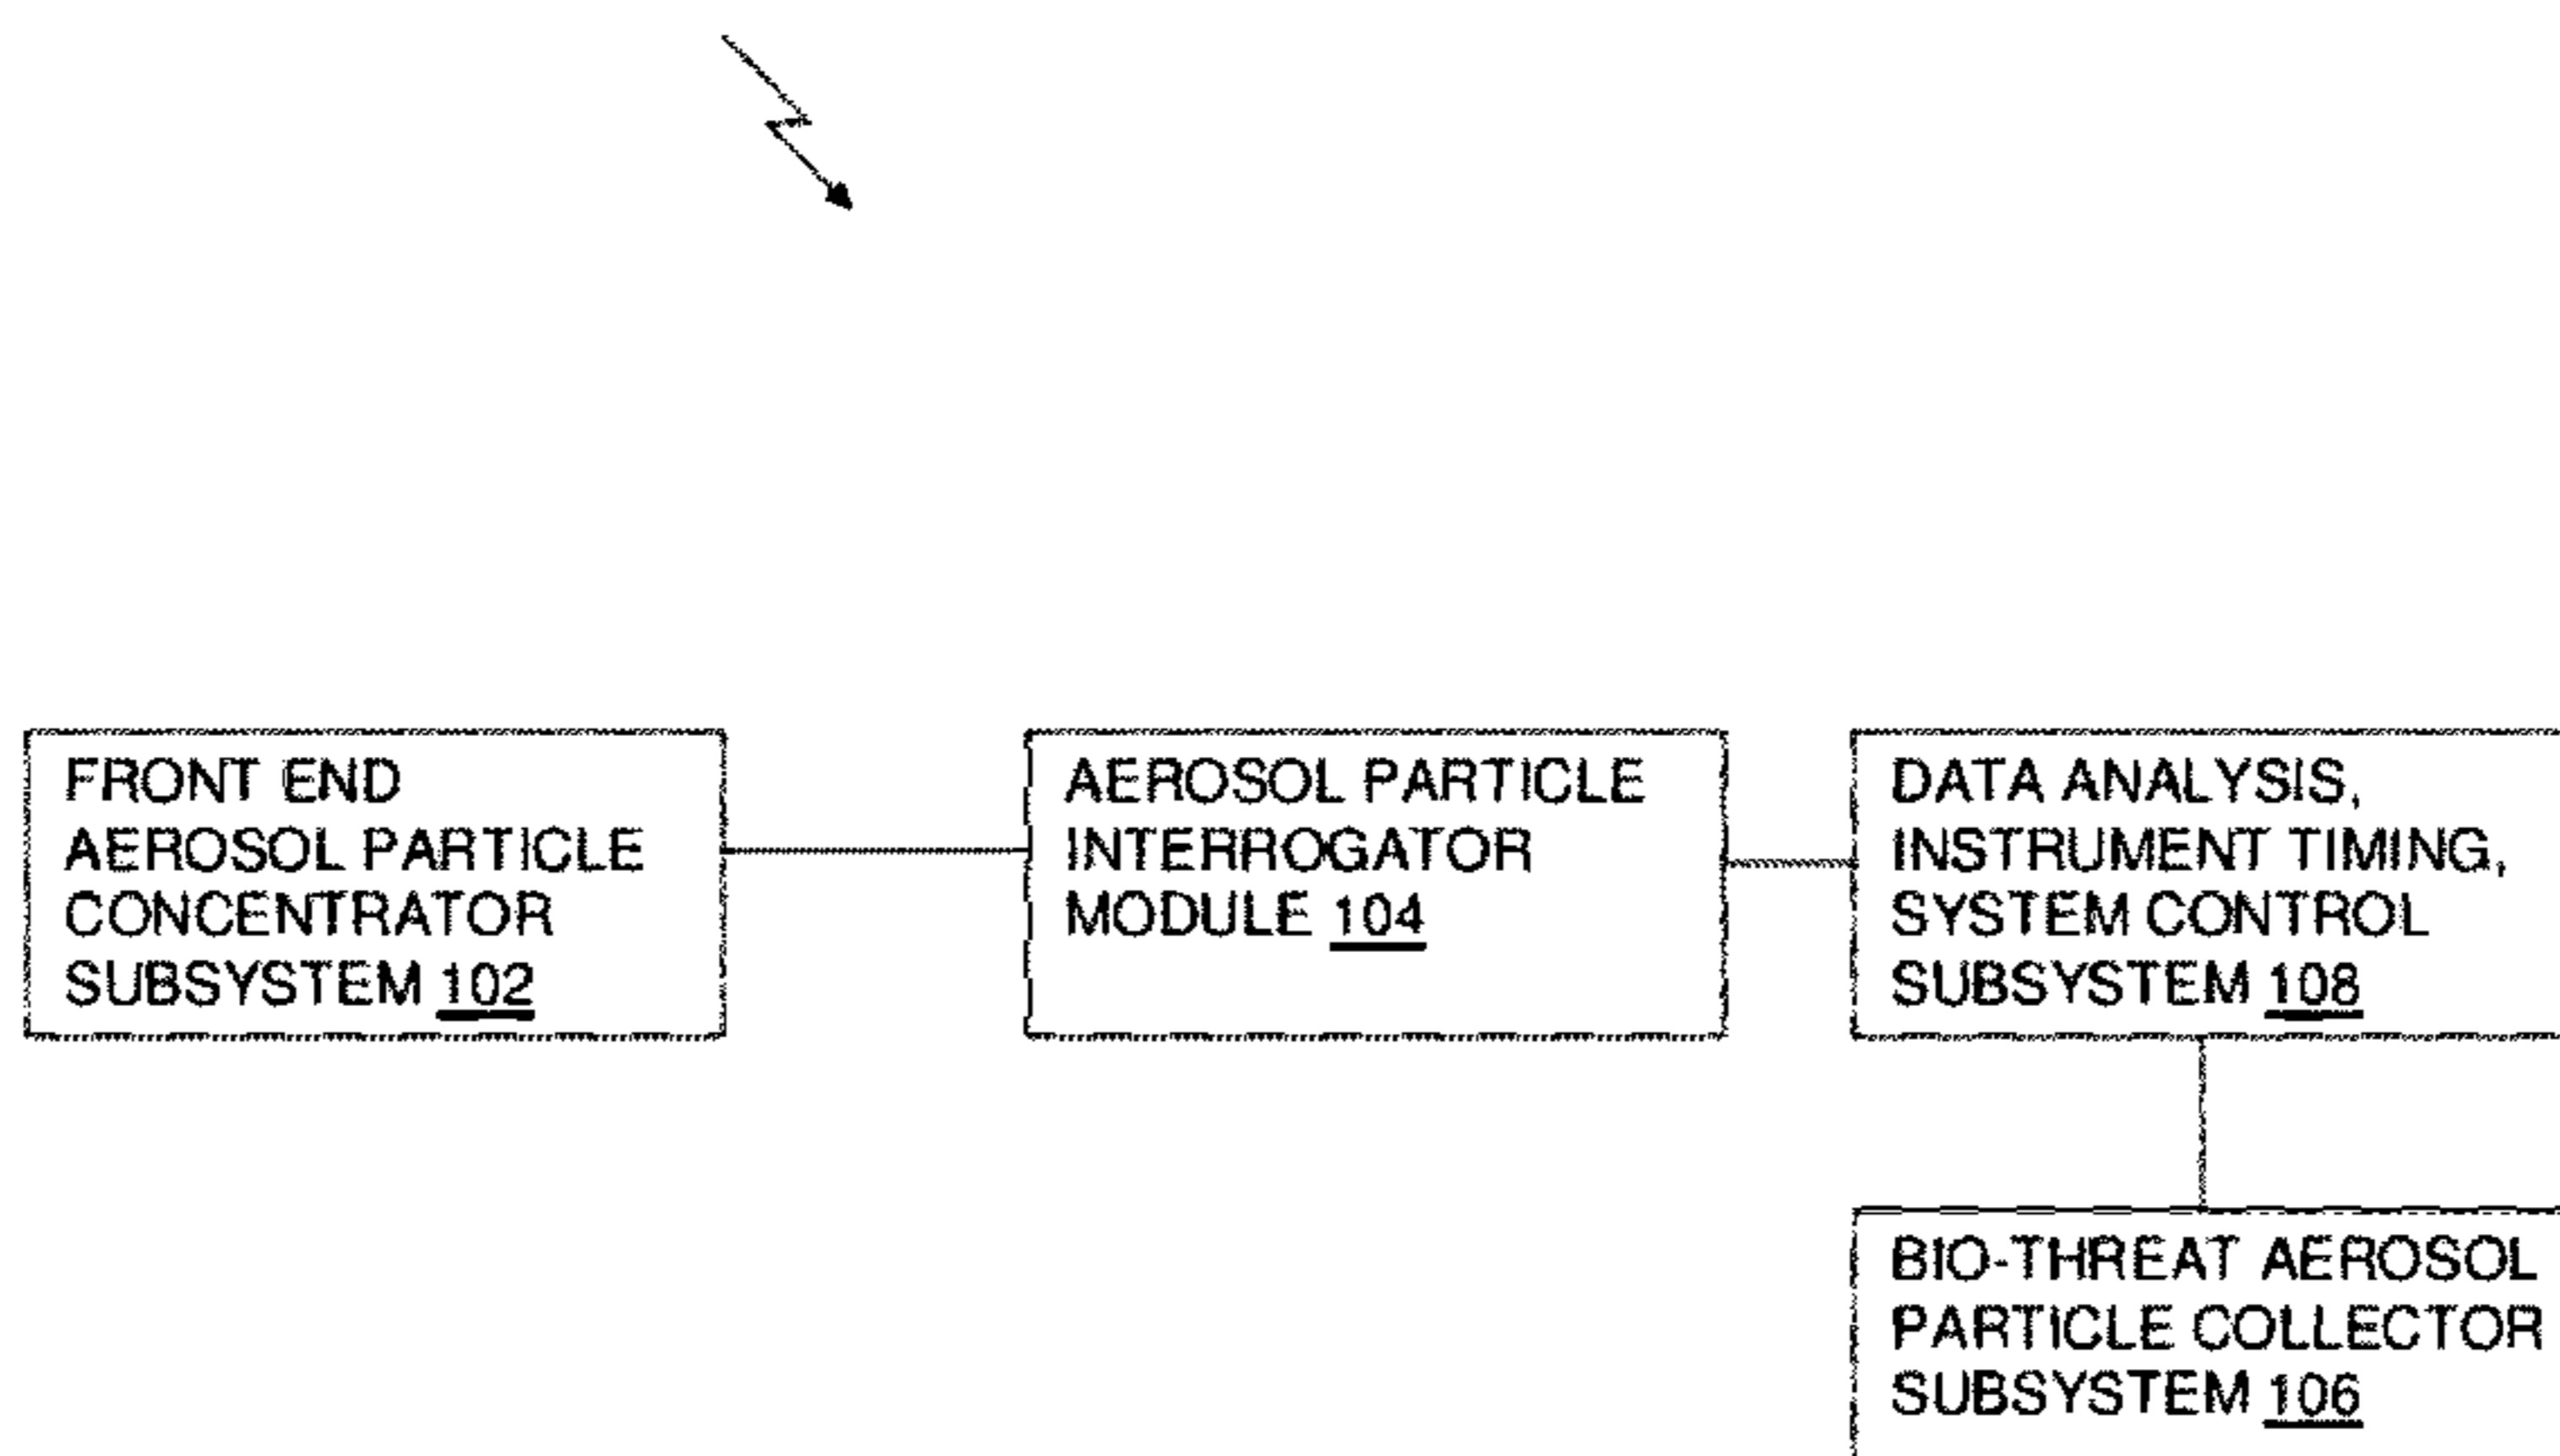 FRONT END
AEROSOL PARTICLE
CONCENTRATOR
SUBSYSTEM 102
AEROSOL PARTICLE
INTERROGATOR
MODULE 104
DATA ANALYSIS,
INSTRUMENT TIMING,
SYSTEM CONTROL
SUBSYSTEM 108
BIO-THREAT AEROSOL
PARTICLE COLLECTOR
SUBSYSTEM 106